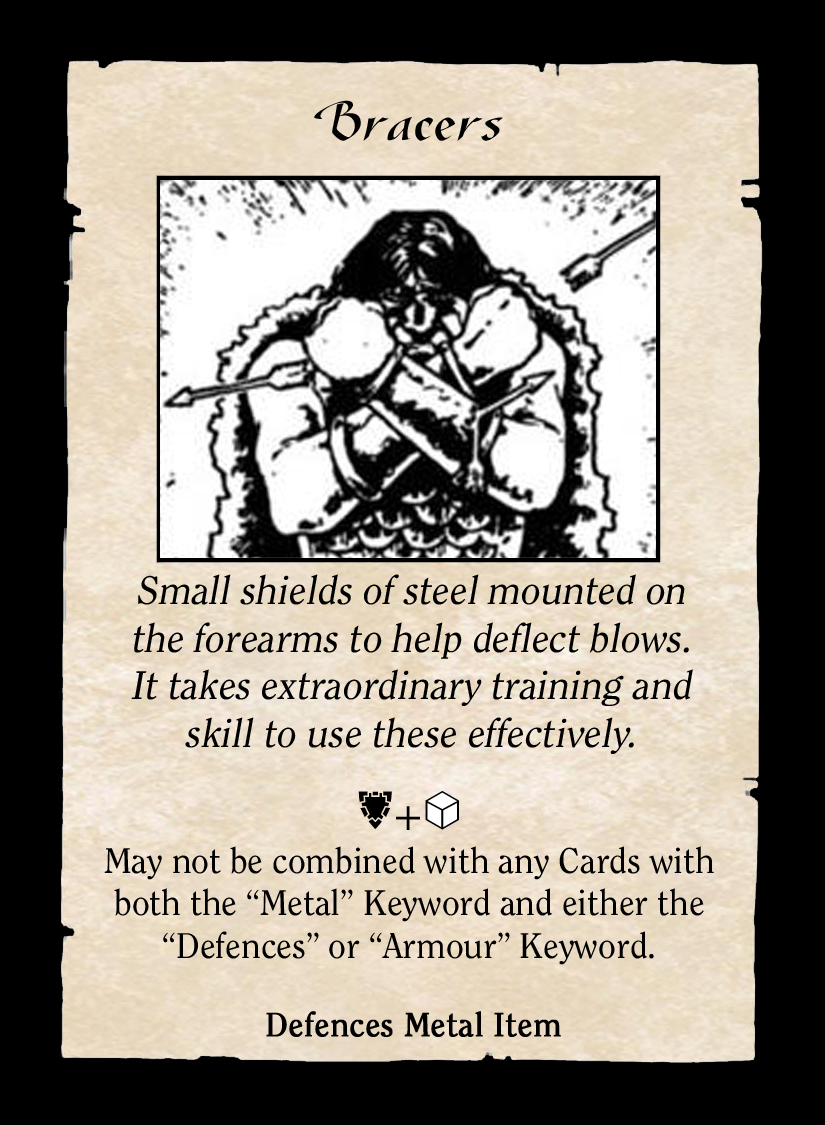 Bracers
Small shields of steel mounted on
the forearms to help deflect blows.
It takes extraordinary training and
skill to use these effectively.
+
May not be combined with any Cards with
both the “Metal” Keyword and either the
“Defences” or “Armour” Keyword.
Defences Metal Item